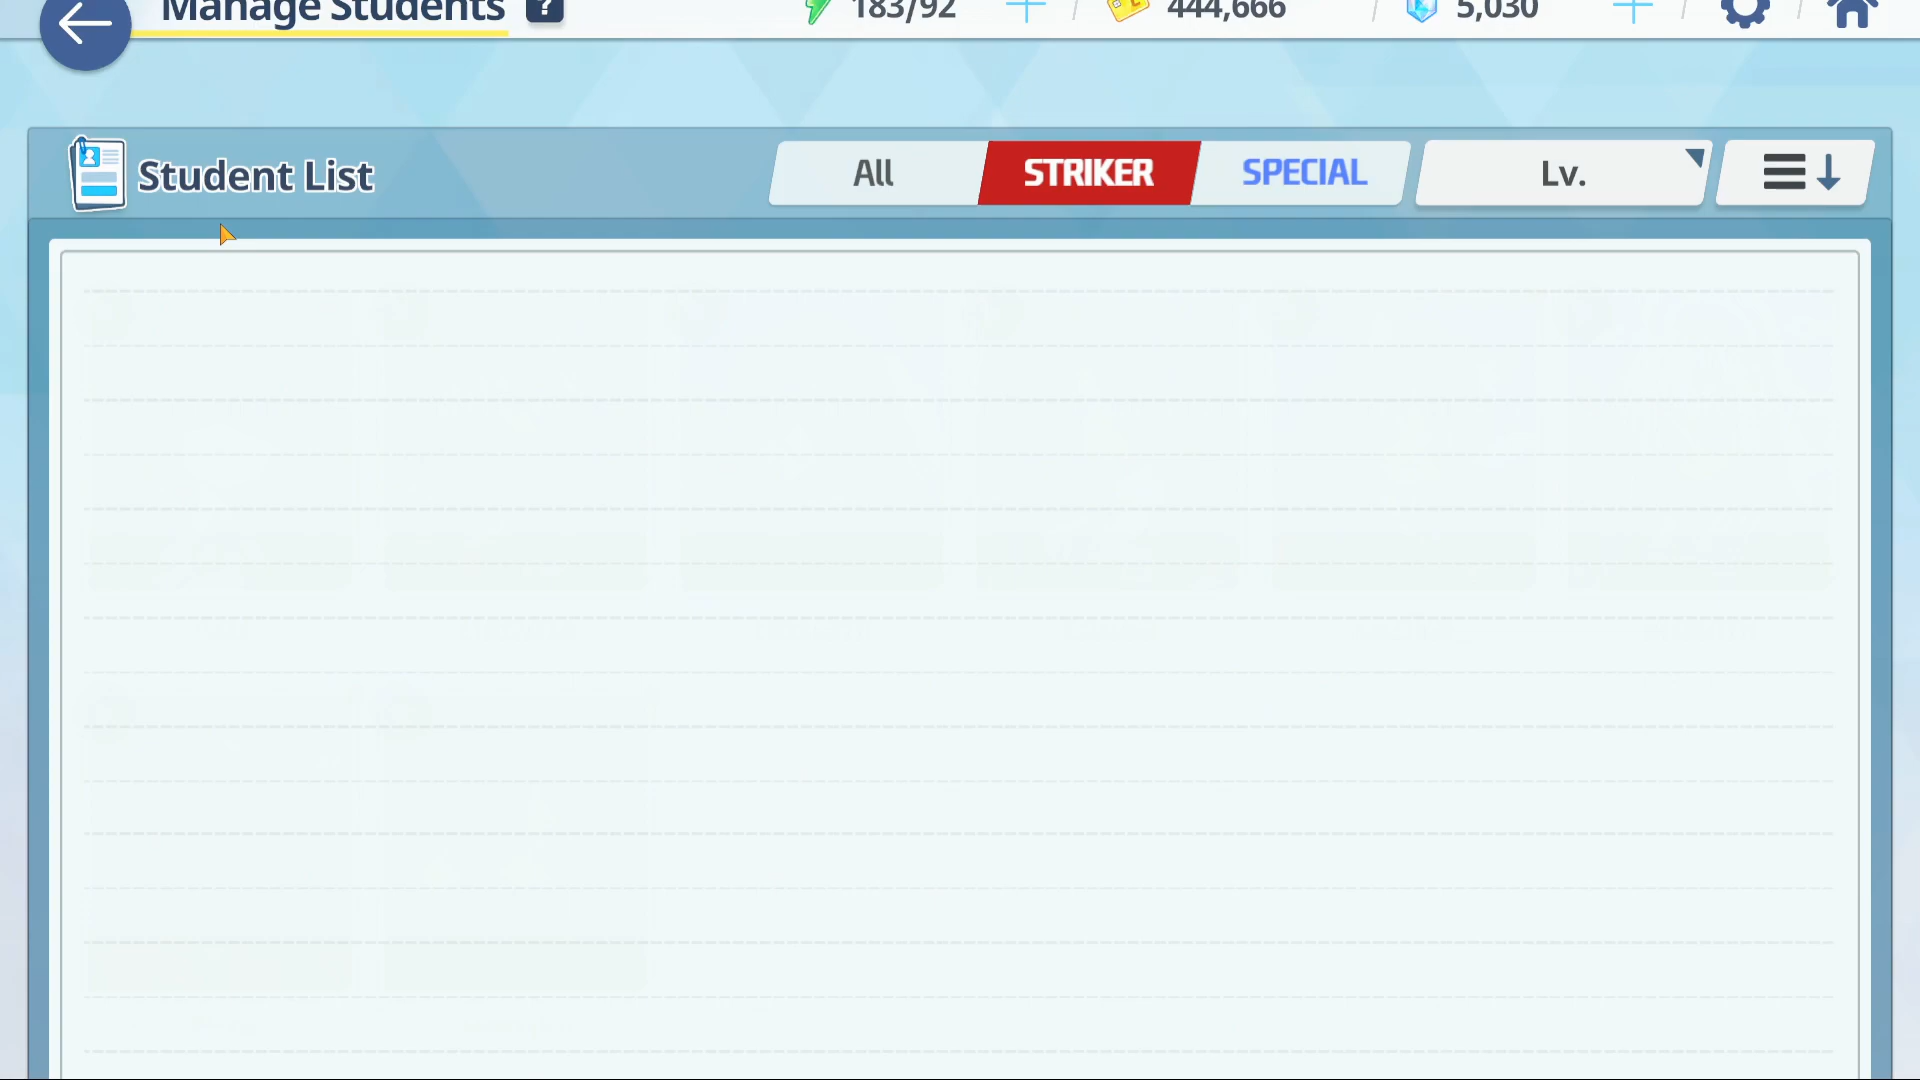 Manage Students ? 183/92 444,666 5,030
Student List All STRIKER SPECIAL Lv.